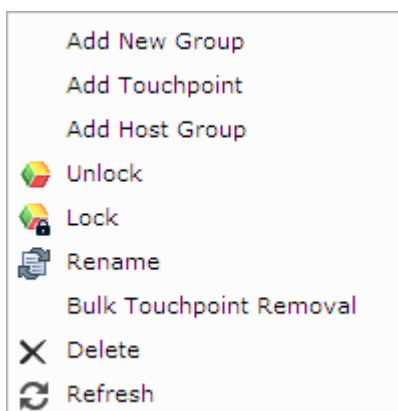 Add New Group
Add Touchpoint
Add Host Group
Unlock
Lock
Rename
Bulk Touchpoint Removal
Delete
Refresh